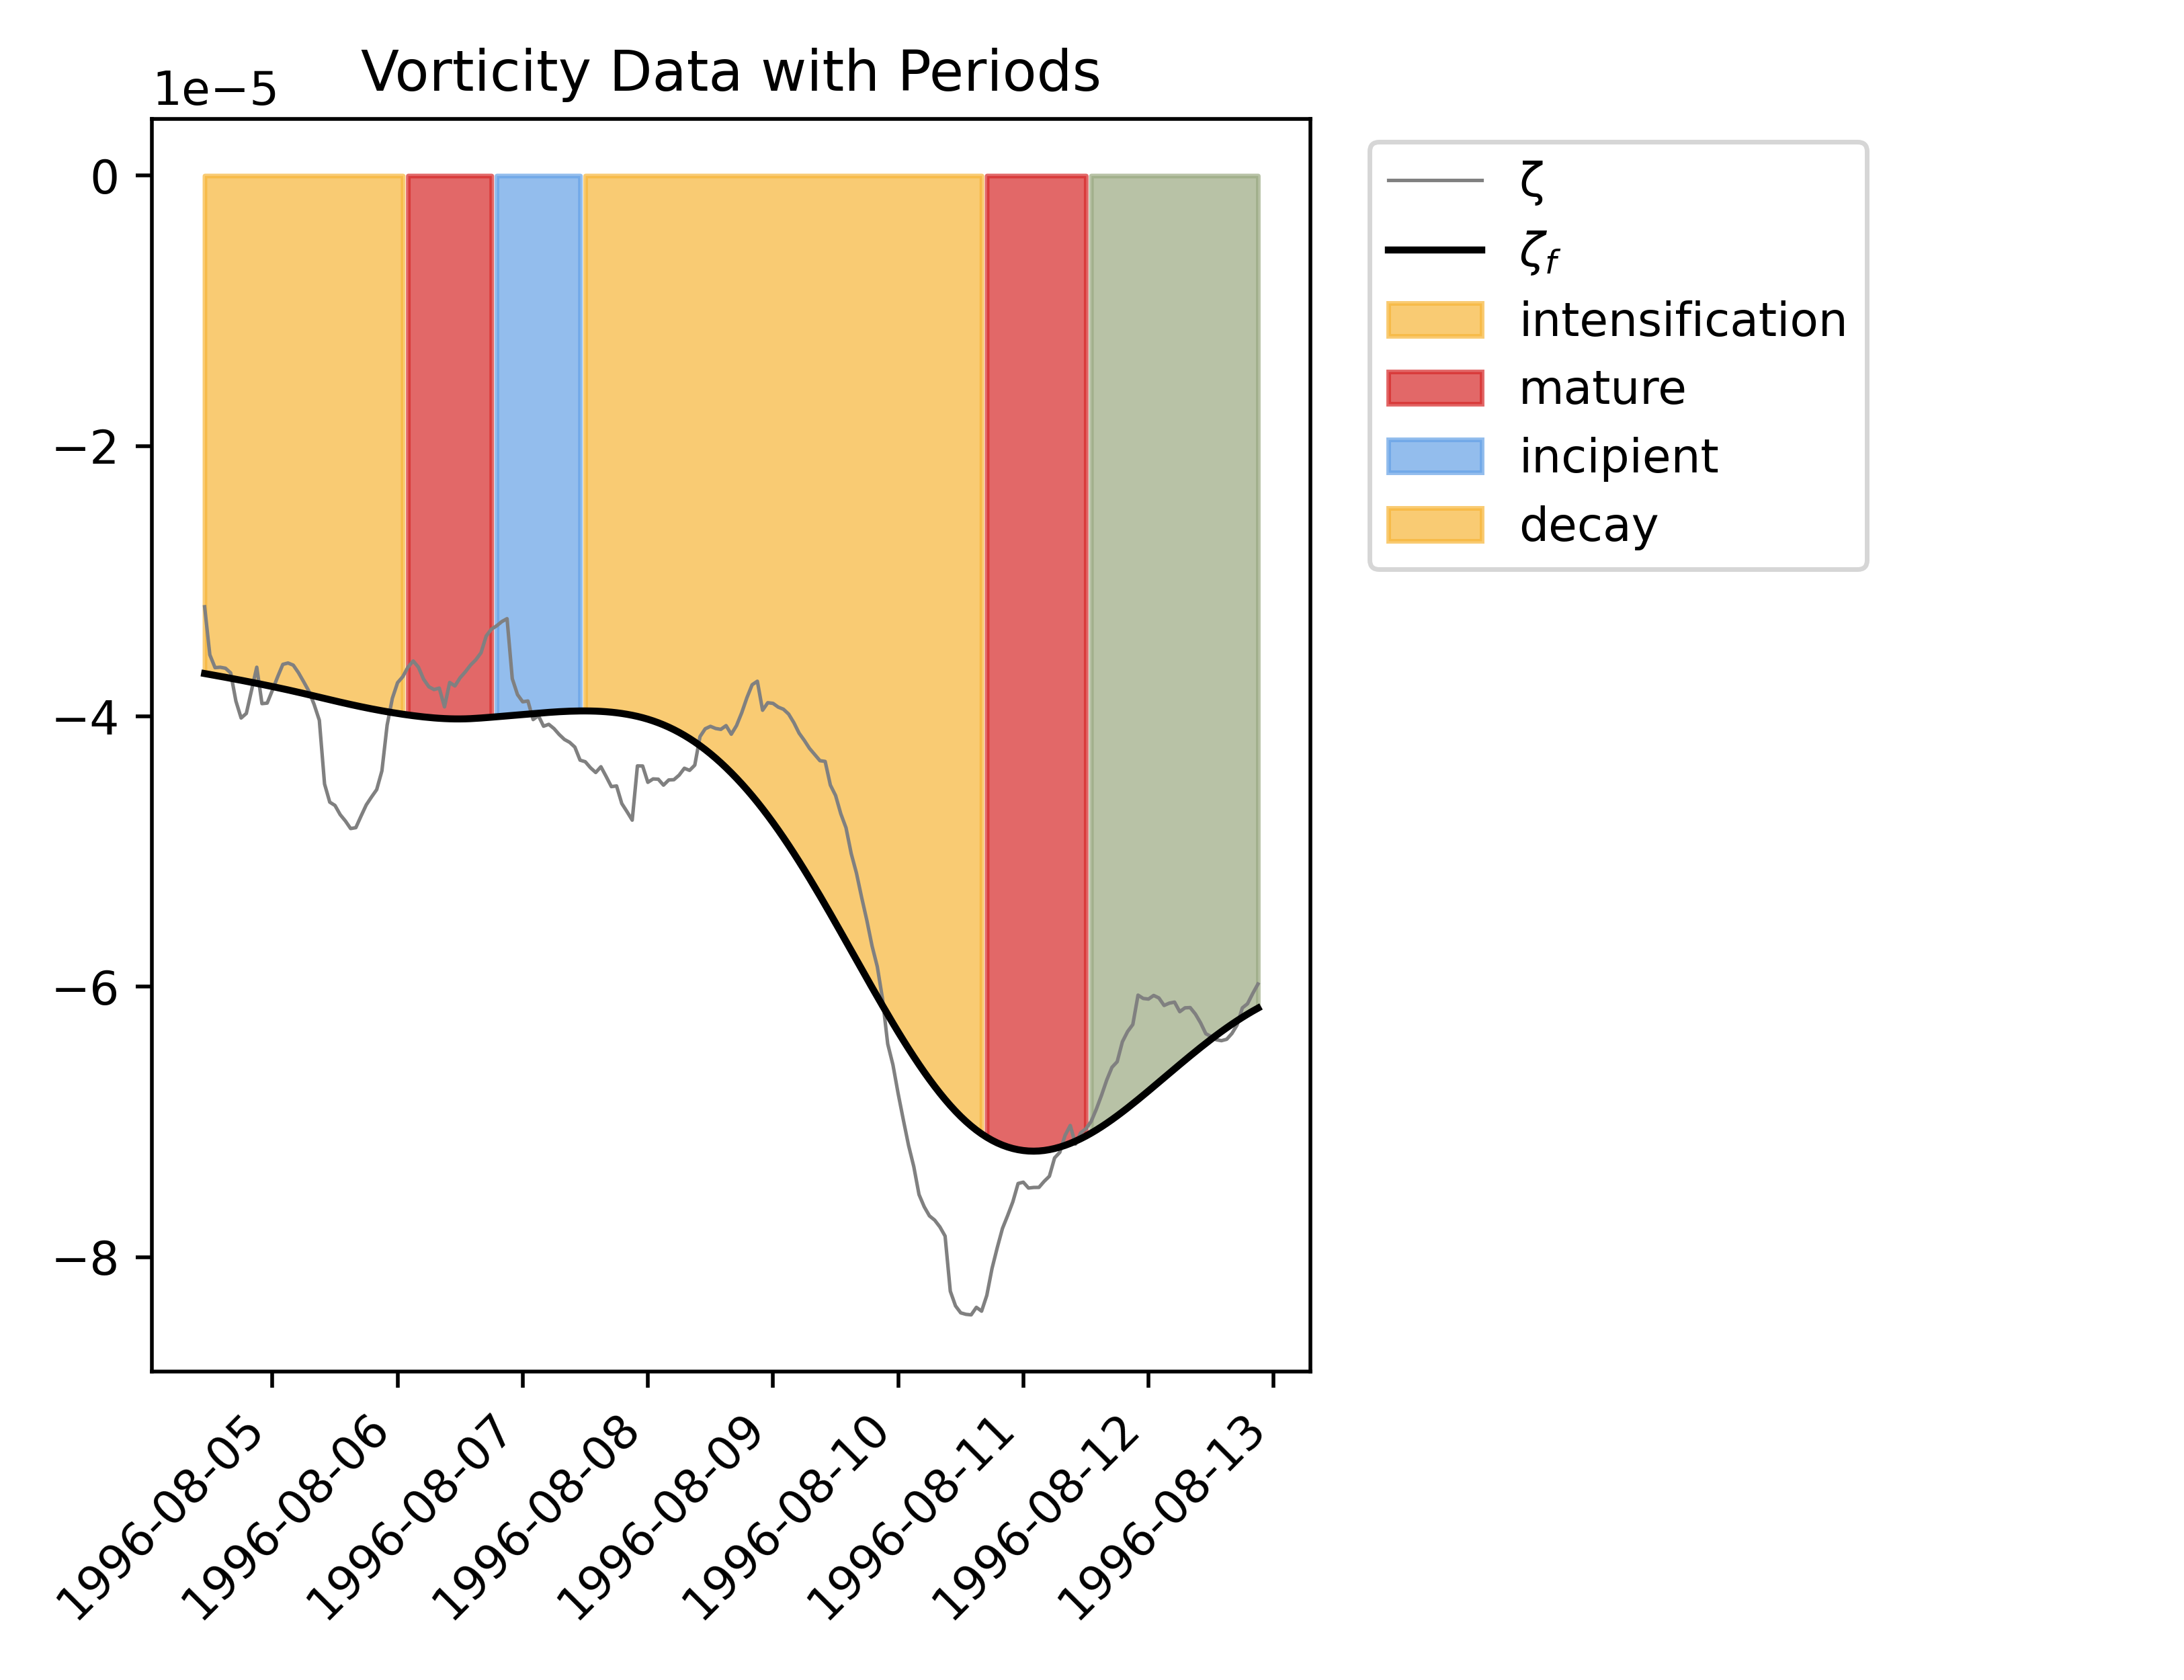 Vorticity Data with Periods
1e−5
0
−2
−4
−6
−8
1996-08-05
1996-08-06
1996-08-07
1996-08-08
1996-08-09
1996-08-10
1996-08-11
1996-08-12
1996-08-13
ζ
ζf
intensification
mature
incipient
decay